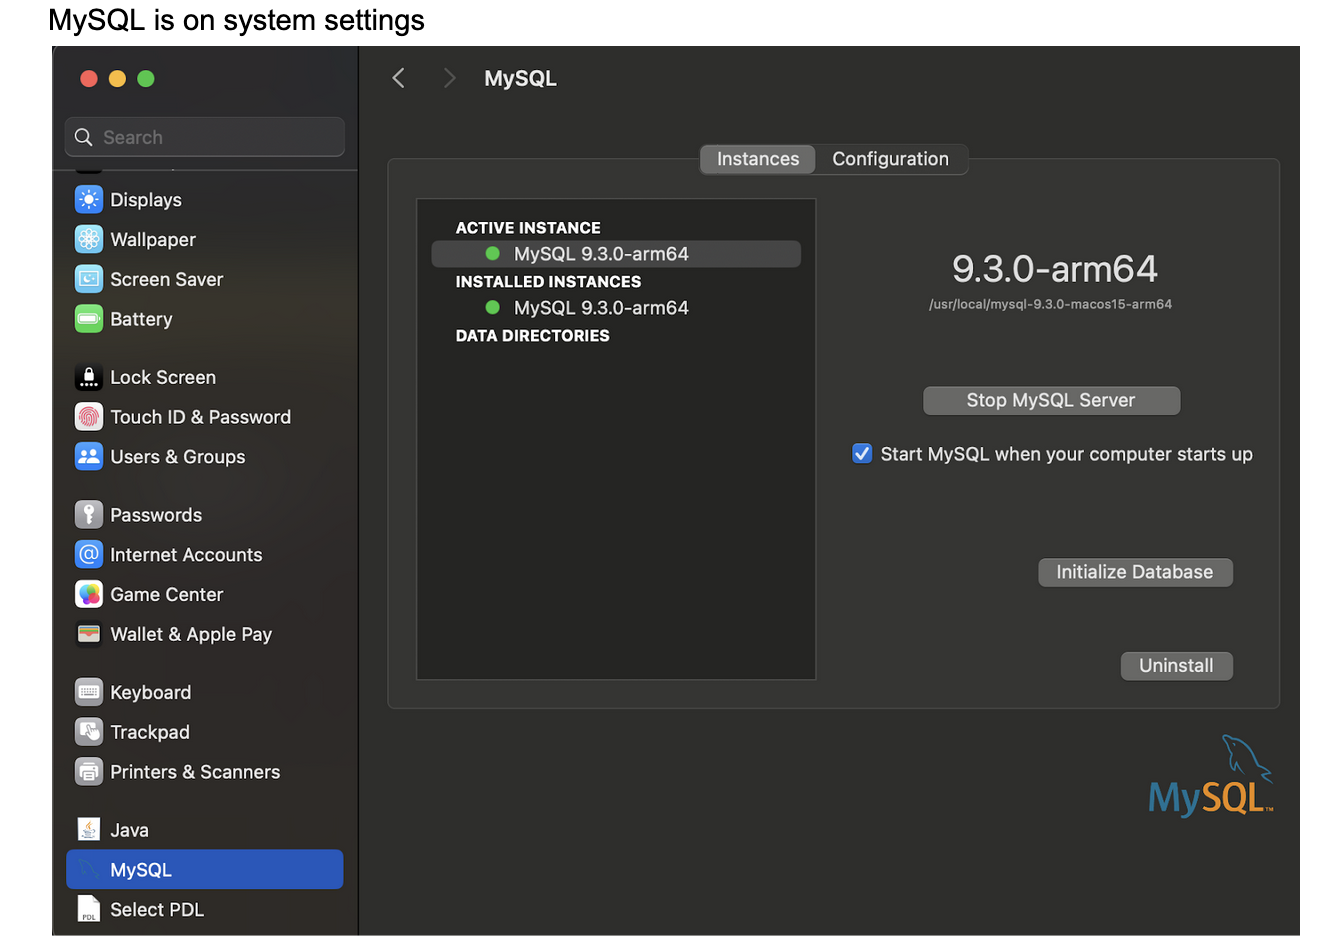 MySQL is on system settings
MySQL
Search
Instances
Configuration
Displays
Wallpaper
Screen Saver
Battery
Lock Screen
Touch ID & Password
Users & Groups
Passwords
Internet Accounts
Game Center
Wallet & Apple Pay
Keyboard
Trackpad
Printers & Scanners
Java
MySQL
PDL
Select PDL
ACTIVE INSTANCE
MySQL 9.3.0-arm64
INSTALLED INSTANCES
MySQL 9.3.0-arm64
DATA DIRECTORIES
9.3.0-arm64
/usr/local/mysql-9.3.0-macos15-arm64
Stop MySQL Server
Start MySQL when your computer starts up
Initialize Database
Uninstall
MySQL™